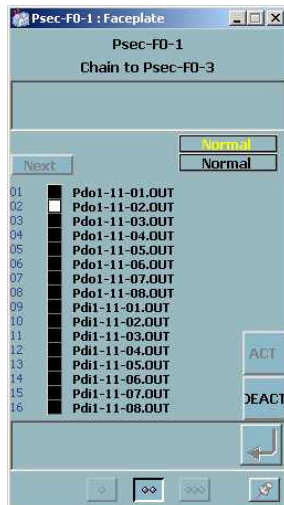 Psec-F0-1 : Faceplate
Psec-F0-1
Chain to Psec-F0-3
Normal
Next Normal
01 Pdo1-11-01.OUT
02 Pdo1-11-02.OUT
03 Pdo1-11-03.OUT
04 Pdo1-11-04.OUT
05 Pdo1-11-05.OUT
06 Pdo1-11-06.OUT
07 Pdo1-11-07.OUT
08 Pdo1-11-08.OUT
09 Pdi1-11-01.OUT
10 Pdi1-11-02.OUT
11 Pdi1-11-03.OUT
12 Pdi1-11-04.OUT
13 Pdi1-11-05.OUT
14 Pdi1-11-06.OUT
15 Pdi1-11-07.OUT
16 Pdi1-11-08.OUT
ACT
DEACT